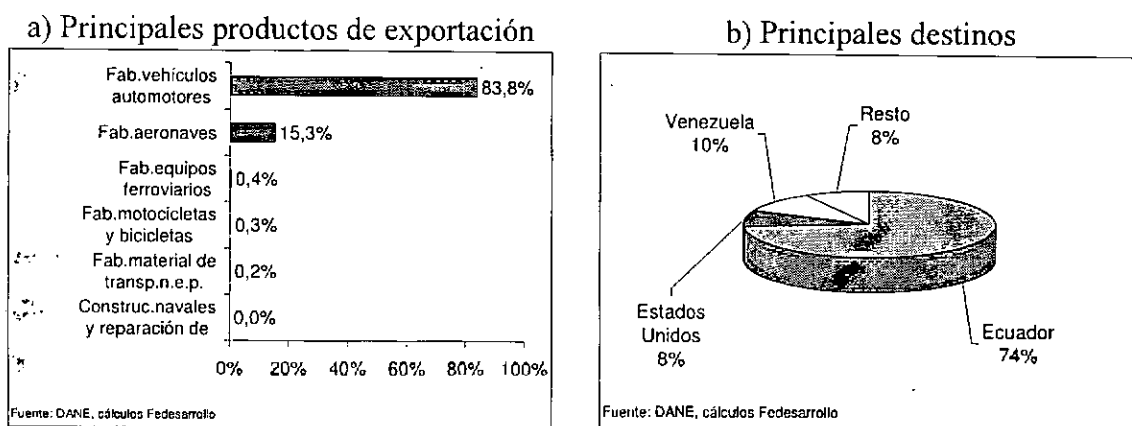 a) Principales productos de exportación
Fab.vehículos
automotores
83,8%
Fab.aeronaves
15,3%
Fab.equipos
ferroviarios
0,4%
Fab.motocicletas
y bicicletas
0,3%
Fab.material de
transp.n.e.p.
0,2%
Construc.navales
y reparación de
0,0%
0% 20% 40% 60% 80% 100%
Fuente: DANE, cálculos Fedesarrollo
b) Principales destinos
Venezuela
10%
Resto
8%
Estados
Unidos
8%
Ecuador
74%
Fuente: DANE, cálculos Fedesarrollo